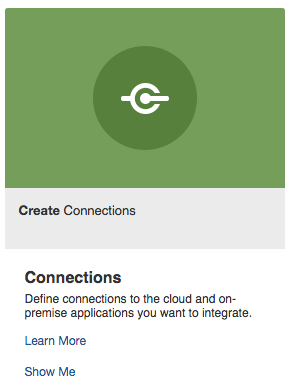 Create Connections
Connections
Define connections to the cloud and on-
premise applications you want to integrate.
Learn More
Show Me